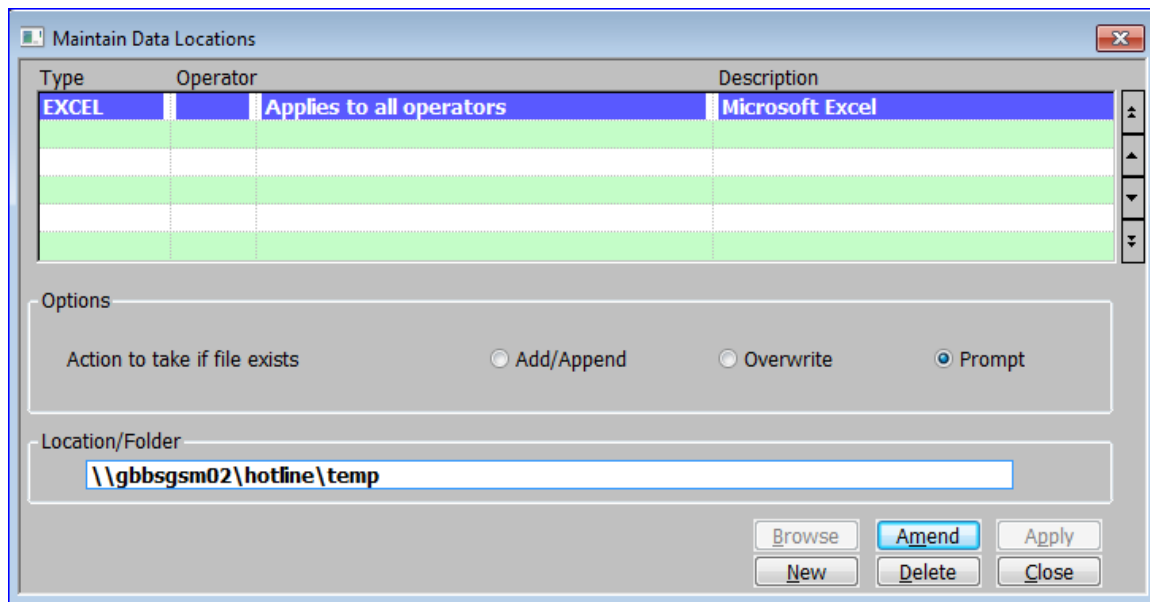 Maintain Data Locations
Type Operator Description
EXCEL Applies to all operators Microsoft Excel
Options
Action to take if file exists Add/Append Overwrite Prompt
Location/Folder
\\gbbsgsm02\hotline\temp
Browse Amend Apply
New Delete Close